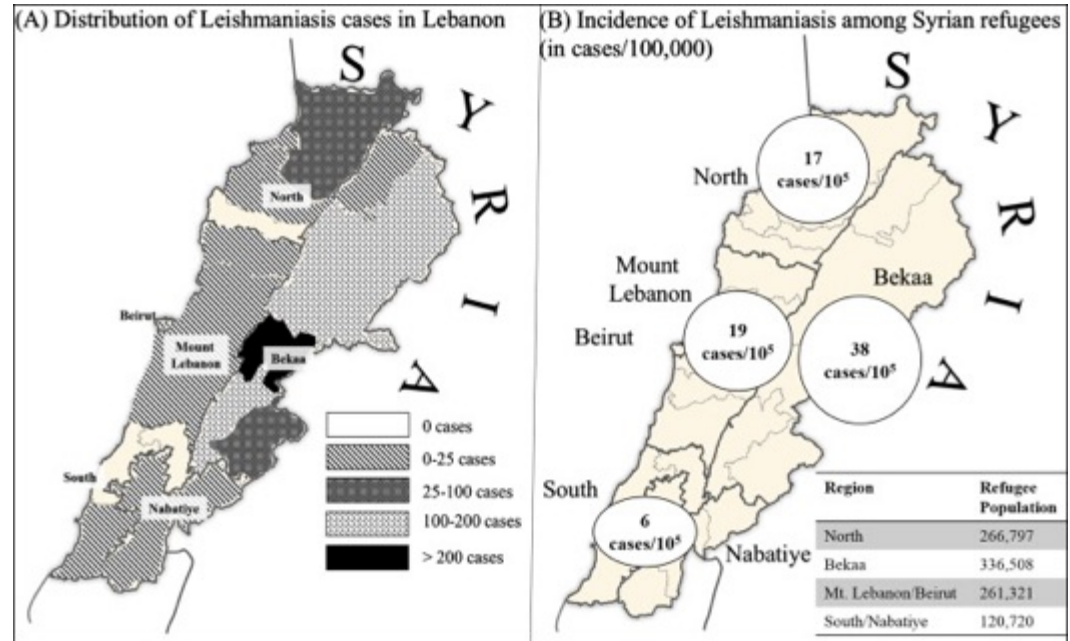 (A) Distribution of Leishmaniasis cases in Lebanon
S
Y
R
I
A
North
Beirut
Mount
Lebanon
Bekaa
South
Nabatiye
0 cases
0-25 cases
25-100 cases
100-200 cases
> 200 cases
(B) Incidence of Leishmaniasis among Syrian refugees
(in cases/100,000)
S
Y
R
I
A
North
17
cases/10⁵
Mount
Lebanon
Bekaa
Beirut
19
cases/10⁵
38
cases/10⁵
South
6
cases/10⁵
Nabatiye
Region Refugee
Population
North 266,797
Bekaa 336,508
Mt. Lebanon/Beirut 261,321
South/Nabatiye 120,720